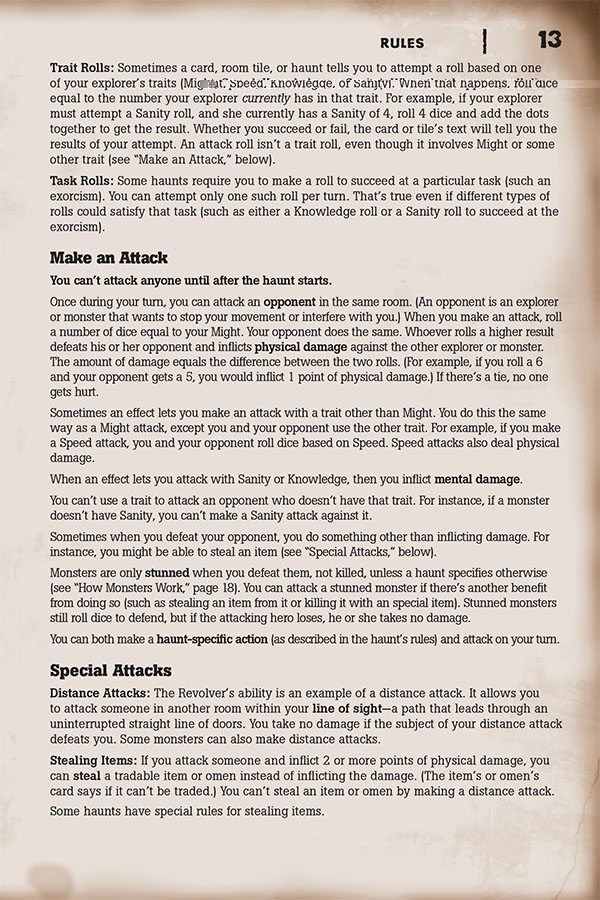 RULES | 13
Trait Rolls: Sometimes a card, room tile, or haunt tells you to attempt a roll based on one
of your explorer's traits (Might, Speed, Knowledge, or Sanity). When that happens, roll dice
equal to the number your explorer currently has in that trait. For example, if your explorer
must attempt a Sanity roll, and she currently has a Sanity of 4, roll 4 dice and add the dots
together to get the result. Whether you succeed or fail, the card or tile's text will tell you the
results of your attempt. An attack roll isn't a trait roll, even though it involves Might or some
other trait (see "Make an Attack," below).
Task Rolls: Some haunts require you to make a roll to succeed at a particular task (such an
exorcism). You can attempt only one such roll per turn. That's true even if different types of
rolls could satisfy that task (such as either a Knowledge roll or a Sanity roll to succeed at the
exorcism).
Make an Attack
You can't attack anyone until after the haunt starts.
Once during your turn, you can attack an opponent in the same room. (An opponent is an explorer
or monster that wants to stop your movement or interfere with you.) When you make an attack, roll
a number of dice equal to your Might. Your opponent does the same. Whoever rolls a higher result
defeats his or her opponent and inflicts physical damage against the other explorer or monster.
The amount of damage equals the difference between the two rolls. (For example, if you roll a 6
and your opponent gets a 5, you would inflict 1 point of physical damage.) If there's a tie, no one
gets hurt.
Sometimes an effect lets you make an attack with a trait other than Might. You do this the same
way as a Might attack, except you and your opponent use the other trait. For example, if you make
a Speed attack, you and your opponent roll dice based on Speed. Speed attacks also deal physical
damage.
When an effect lets you attack with Sanity or Knowledge, then you inflict mental damage.
You can't use a trait to attack an opponent who doesn't have that trait. For instance, if a monster
doesn't have Sanity, you can't make a Sanity attack against it.
Sometimes when you defeat your opponent, you do something other than inflicting damage. For
instance, you might be able to steal an item (see "Special Attacks," below).
Monsters are only stunned when you defeat them, not killed, unless a haunt specifies otherwise
(see "How Monsters Work," page 18). You can attack a stunned monster if there's another benefit
from doing so (such as stealing an item from it or killing it with an special item). Stunned monsters
still roll dice to defend, but if the attacking hero loses, he or she takes no damage.
You can both make a haunt-specific action (as described in the haunt's rules) and attack on your turn.
Special Attacks
Distance Attacks: The Revolver's ability is an example of a distance attack. It allows you
to attack someone in another room within your line of sight—a path that leads through an
uninterrupted straight line of doors. You take no damage if the subject of your distance attack
defeats you. Some monsters can also make distance attacks.
Stealing Items: If you attack someone and inflict 2 or more points of physical damage, you
can steal a tradable item or omen instead of inflicting the damage. (The item's or omen's
card says if it can't be traded.) You can't steal an item or omen by making a distance attack.
Some haunts have special rules for stealing items.